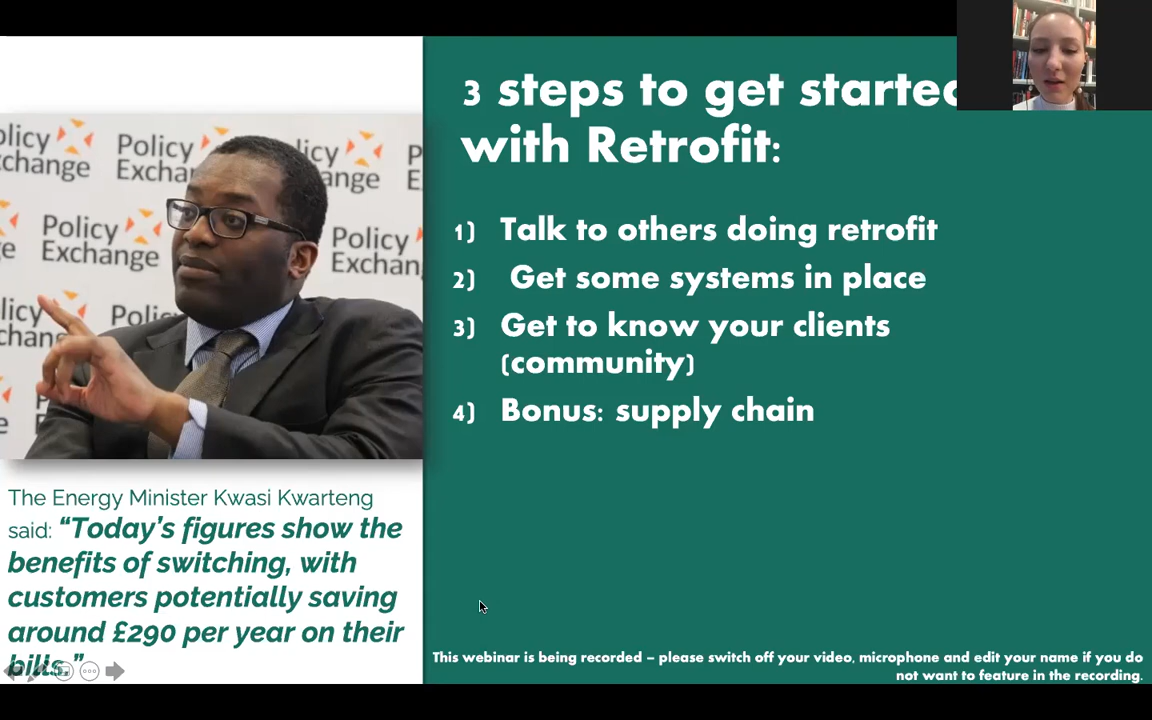 3 steps to get started
with Retrofit:
1) Talk to others doing retrofit
2) Get some systems in place
3) Get to know your clients
(community)
4) Bonus: supply chain
Policy
Exchange
Policy
Exchange
Policy
Exchange
The Energy Minister Kwasi Kwarteng
said: “Today’s figures show the
benefits of switching, with
customers potentially saving
around £290 per year on their
bills.”
This webinar is being recorded – please switch off your video, microphone and edit your name if you do
not want to feature in the recording.